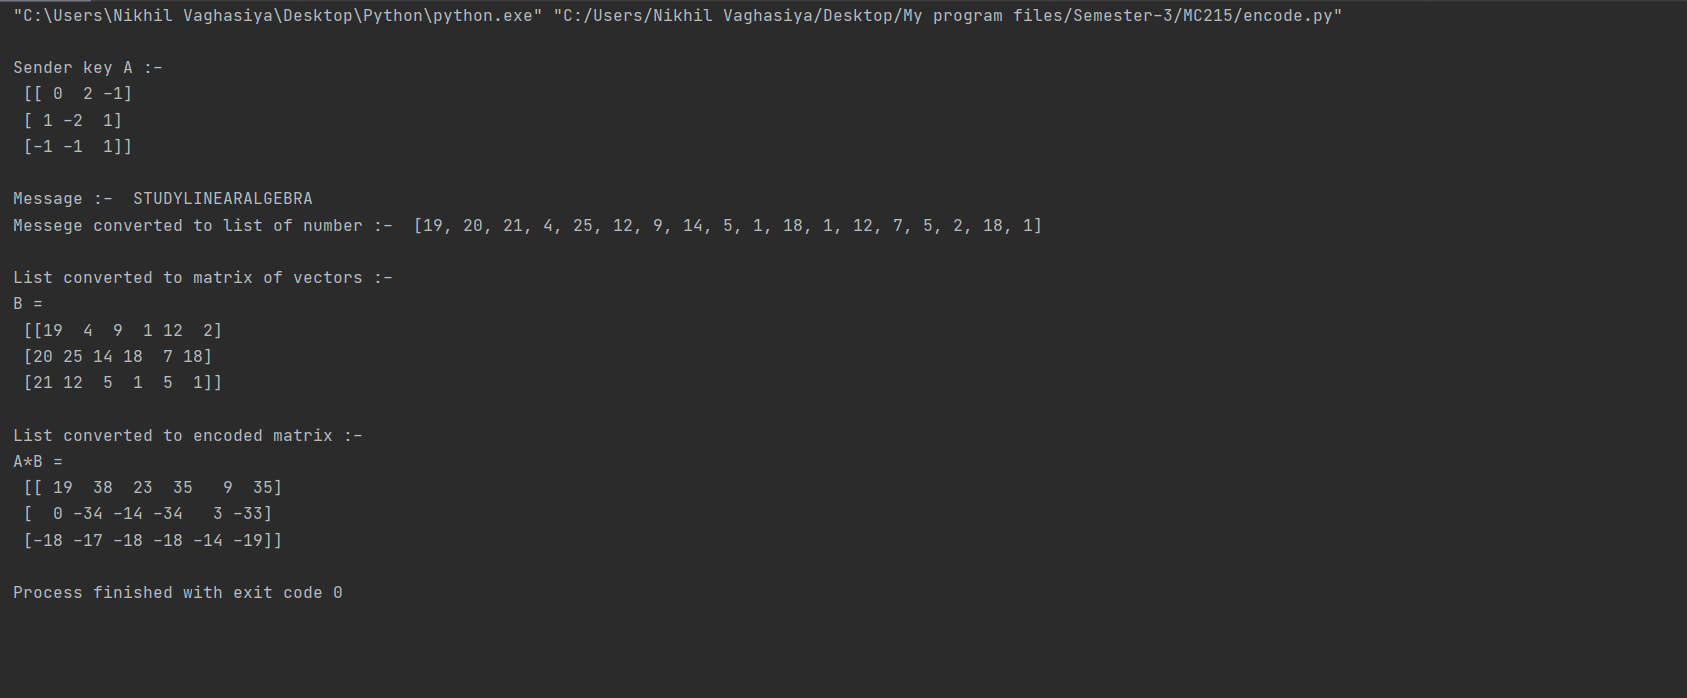 "C:\Users\Nikhil Vaghasiya\Desktop\Python\python.exe" "C:/Users/Nikhil Vaghasiya/Desktop/My program files/Semester-3/MC215/encode.py"
Sender key A :-
[[ 0  2 -1]
[ 1 -2  1]
[-1 -1  1]]
Message :-  STUDYLINEARALGEBRA
Messege converted to list of number :-  [19, 20, 21, 4, 25, 12, 9, 14, 5, 1, 18, 1, 12, 7, 5, 2, 18, 1]
List converted to matrix of vectors :-
B =
[[19  4  9  1 12  2]
[20 25 14 18  7 18]
[21 12  5  1  5  1]]
List converted to encoded matrix :-
A*B =
[[ 19  38  23  35   9  35]
[  0 -34 -14 -34   3 -33]
[-18 -17 -18 -18 -14 -19]]
Process finished with exit code 0